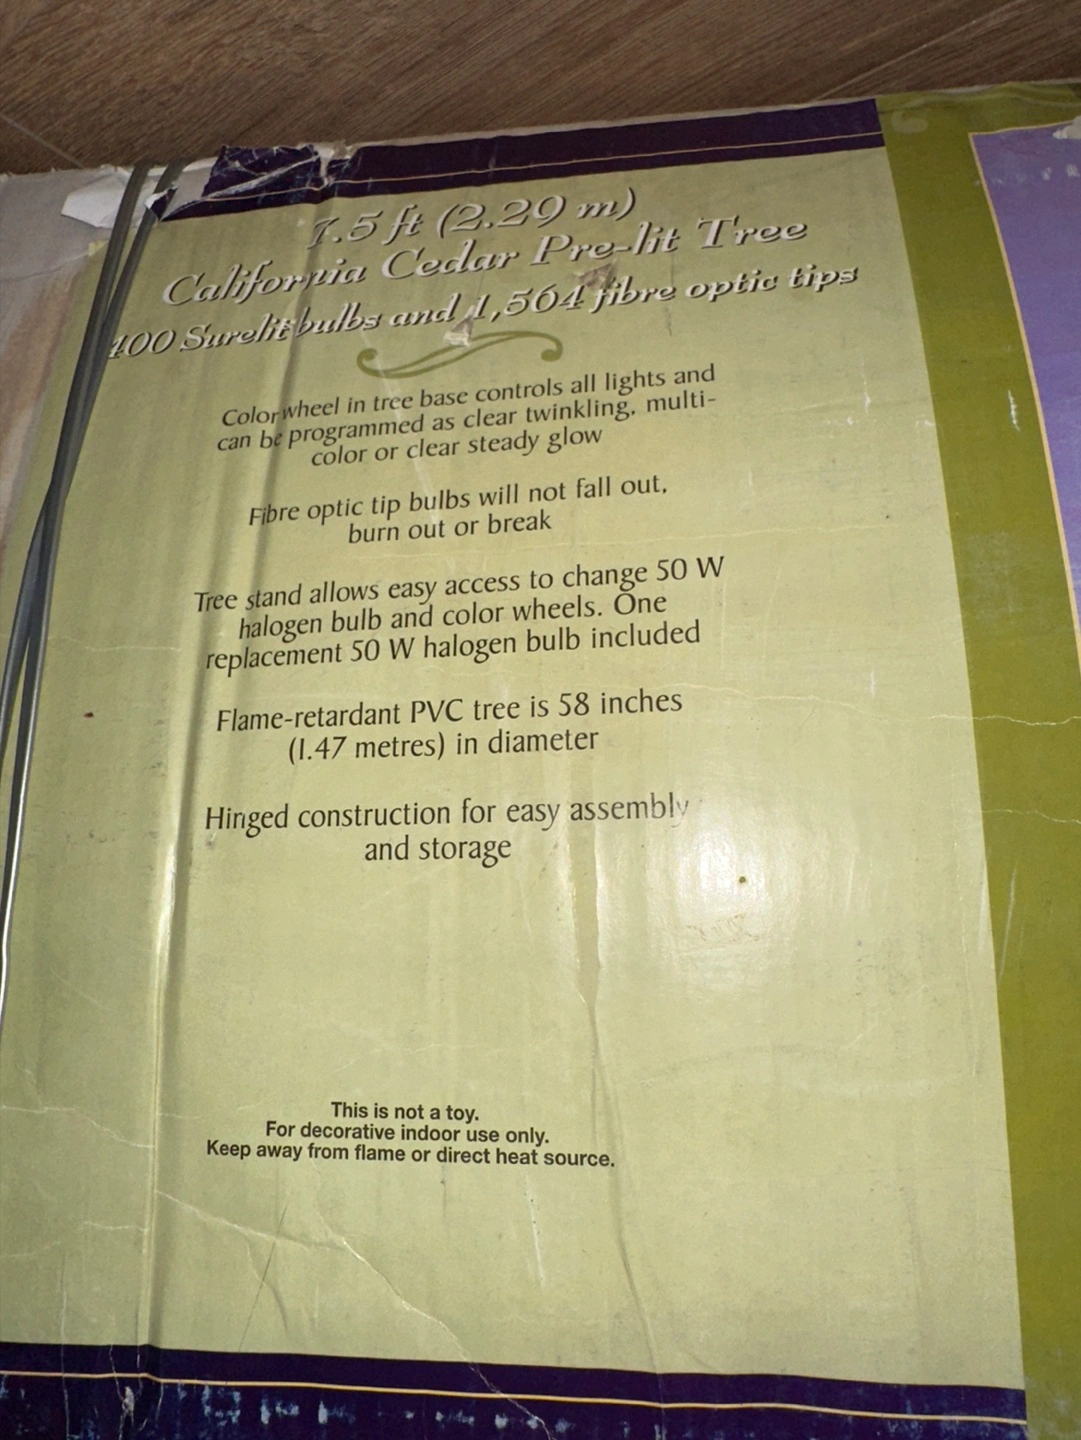 7.5 ft (2.29 m)
California Cedar Pre-lit Tree
400 Surelit bulbs and 1,564 fibre optic tips
Color wheel in tree base controls all lights and
can be programmed as clear twinkling, multi-
color or clear steady glow
Fibre optic tip bulbs will not fall out,
burn out or break
Tree stand allows easy access to change 50 W
halogen bulb and color wheels. One
replacement 50 W halogen bulb included
Flame-retardant PVC tree is 58 inches
(1.47 metres) in diameter
Hinged construction for easy assembly
and storage
This is not a toy.
For decorative indoor use only.
Keep away from flame or direct heat source.